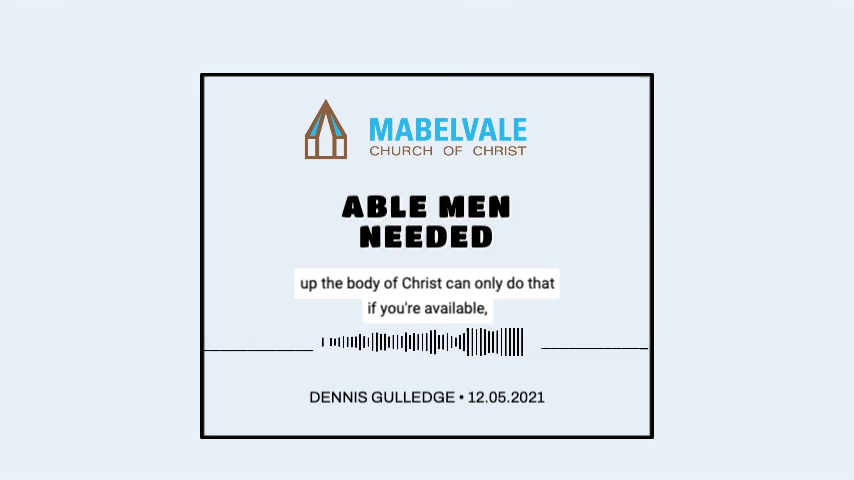 MABELVALE
CHURCH OF CHRIST
ABLE MEN
NEEDED
up the body of Christ can only do that
if you're available,
DENNIS GULLEDGE • 12.05.2021